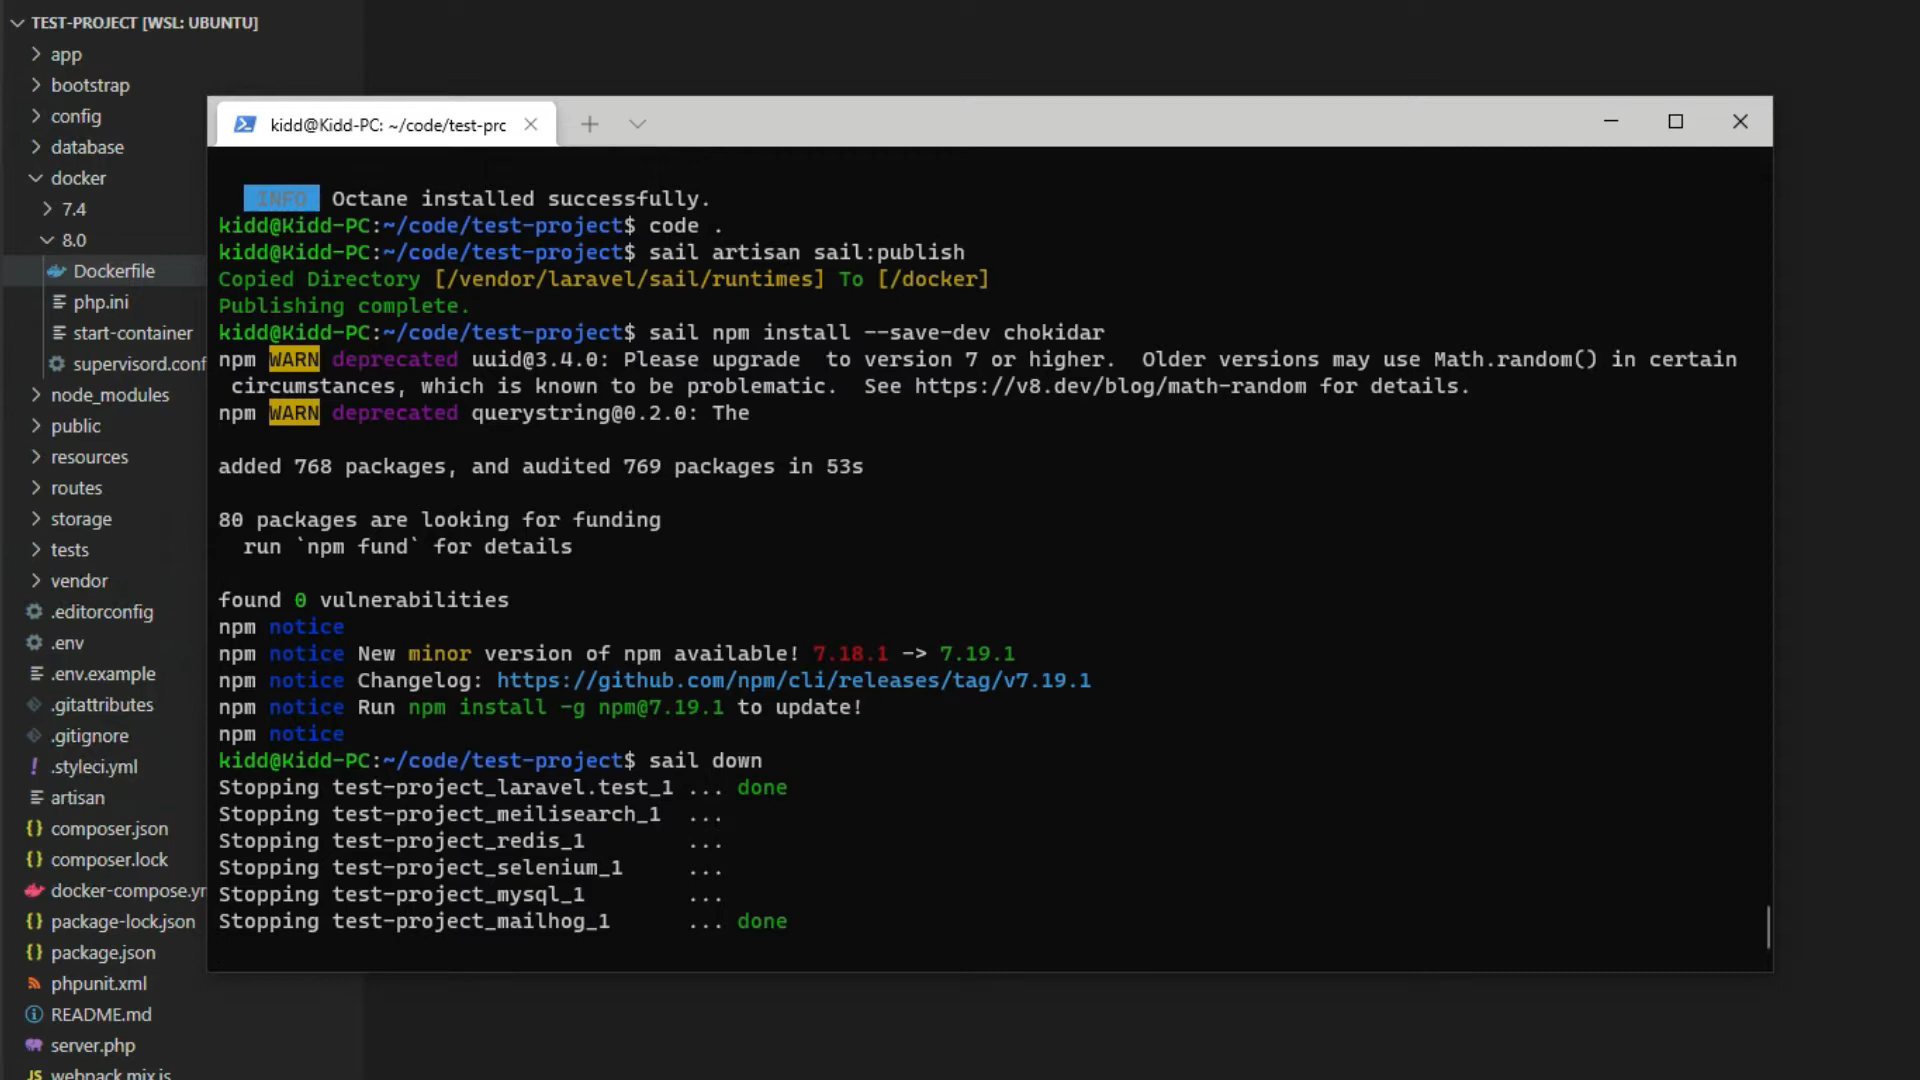 TEST-PROJECT [WSL: UBUNTU]
app
bootstrap
config
database
docker
7.4
8.0
Dockerfile
php.ini
start-container
supervisord.conf
node_modules
public
resources
routes
storage
tests
vendor
.editorconfig
.env
.env.example
.gitattributes
.gitignore
.styleci.yml
artisan
composer.json
composer.lock
docker-compose.yr
package-lock.json
package.json
phpunit.xml
README.md
server.php
webpack.mix.js
kidd@Kidd-PC: ~/code/test-prc
INFO Octane installed successfully.
kidd@Kidd-PC:~/code/test-project$ code .
kidd@Kidd-PC:~/code/test-project$ sail artisan sail:publish
Copied Directory [/vendor/laravel/sail/runtimes] To [/docker]
Publishing complete.
kidd@Kidd-PC:~/code/test-project$ sail npm install --save-dev chokidar
npm WARN deprecated uuid@3.4.0: Please upgrade  to version 7 or higher.  Older versions may use Math.random() in certain
circumstances, which is known to be problematic.  See https://v8.dev/blog/math-random for details.
npm WARN deprecated querystring@0.2.0: The
added 768 packages, and audited 769 packages in 53s
80 packages are looking for funding
run `npm fund` for details
found 0 vulnerabilities
npm notice
npm notice New minor version of npm available! 7.18.1 -> 7.19.1
npm notice Changelog: https://github.com/npm/cli/releases/tag/v7.19.1
npm notice Run npm install -g npm@7.19.1 to update!
npm notice
kidd@Kidd-PC:~/code/test-project$ sail down
Stopping test-project_laravel.test_1 ... done
Stopping test-project_meilisearch_1  ...
Stopping test-project_redis_1        ...
Stopping test-project_selenium_1     ...
Stopping test-project_mysql_1        ...
Stopping test-project_mailhog_1      ... done